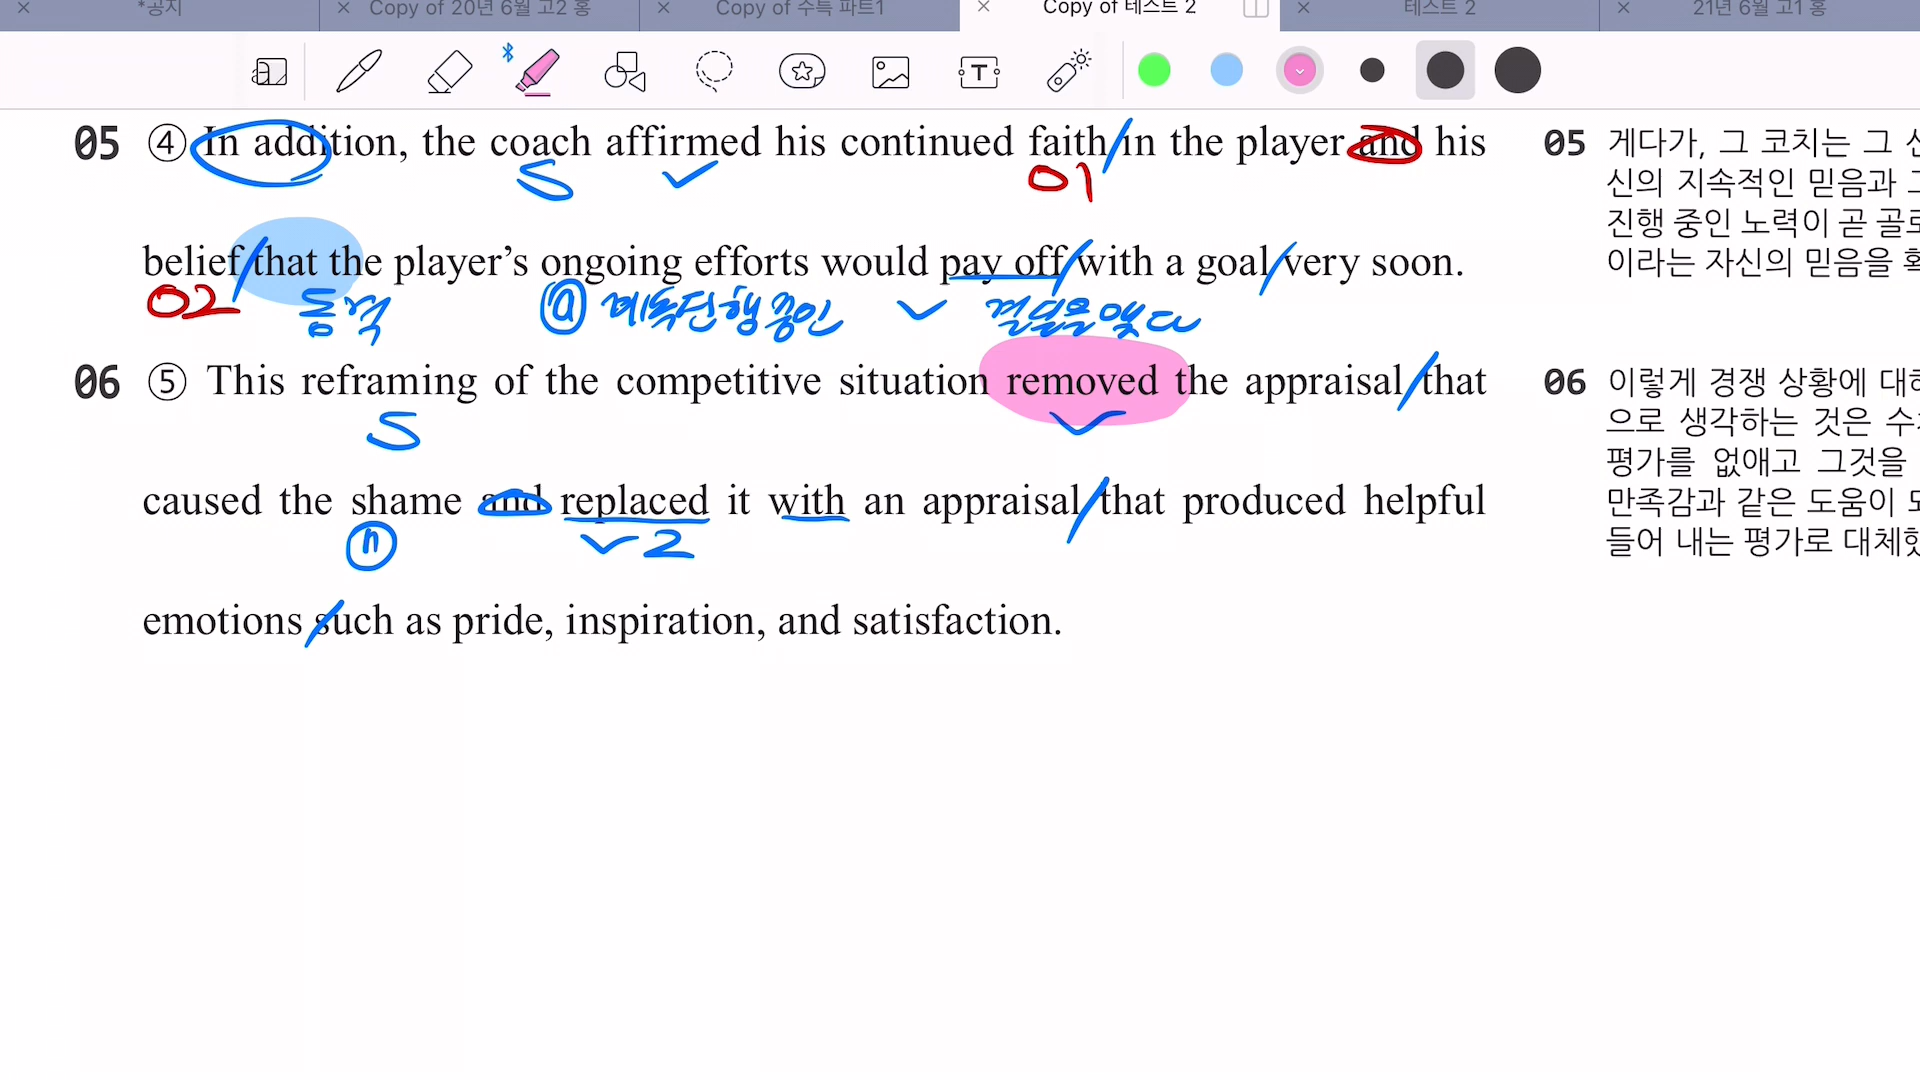 *공지
Copy of 20년 6월 고2 홍
Copy of 수특 파트1
Copy of 테스트 2
테스트 2
21년 6월 고1 홍
05 ④ In addition, the coach affirmed his continued faith in the player and his
S
O1
belief that the player's ongoing efforts would pay off with a goal very soon.
O2 동격 ⓐ 계속진행중인 결실을 맺다
06 ⑤ This reframing of the competitive situation removed the appraisal that
S
caused the shame and replaced it with an appraisal that produced helpful
ⓝ 2
emotions such as pride, inspiration, and satisfaction.
05 게다가, 그 코치는 그
신의 지속적인 믿음과
진행 중인 노력이 곧
이라는 자신의 믿음을
06 이렇게 경쟁 상황에
으로 생각하는 것은
평가를 없애고 그것을
만족감과 같은 도움이
들어 내는 평가로